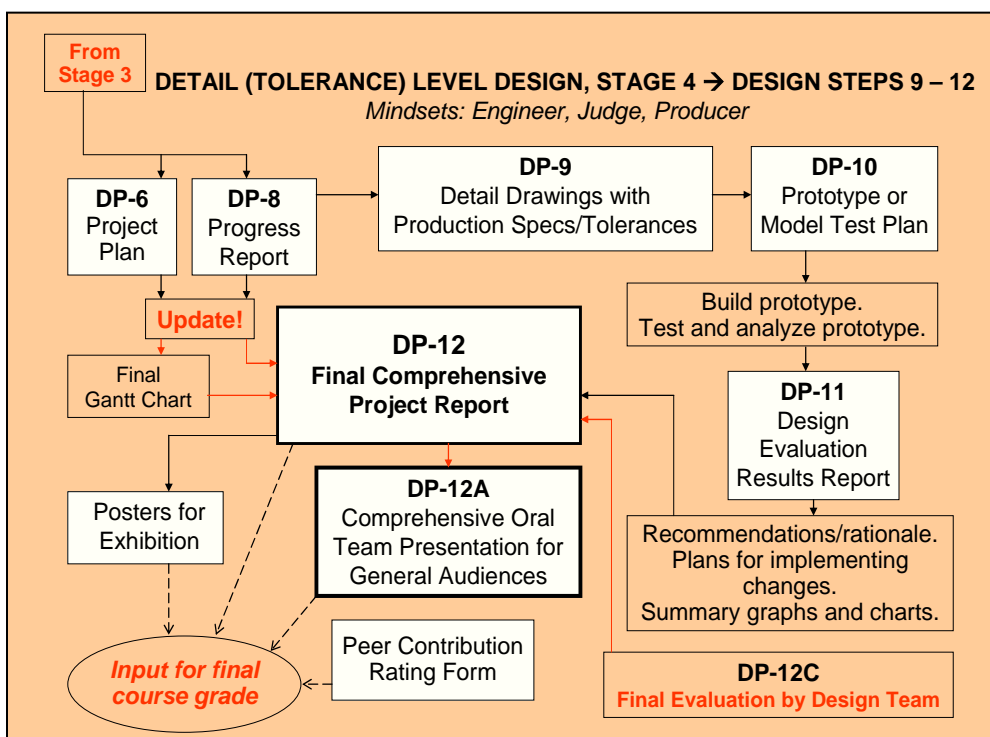 From
Stage 3
DETAIL (TOLERANCE) LEVEL DESIGN, STAGE 4 → DESIGN STEPS 9 – 12
Mindsets: Engineer, Judge, Producer
DP-6
Project
Plan
DP-8
Progress
Report
DP-9
Detail Drawings with
Production Specs/Tolerances
DP-10
Prototype or
Model Test Plan
Update!
Build prototype.
Test and analyze prototype.
Final
Gantt Chart
DP-12
Final Comprehensive
Project Report
DP-11
Design
Evaluation
Results Report
Posters for
Exhibition
DP-12A
Comprehensive Oral
Team Presentation for
General Audiences
Recommendations/rationale.
Plans for implementing
changes.
Summary graphs and charts.
Input for final
course grade
Peer Contribution
Rating Form
DP-12C
Final Evaluation by Design Team